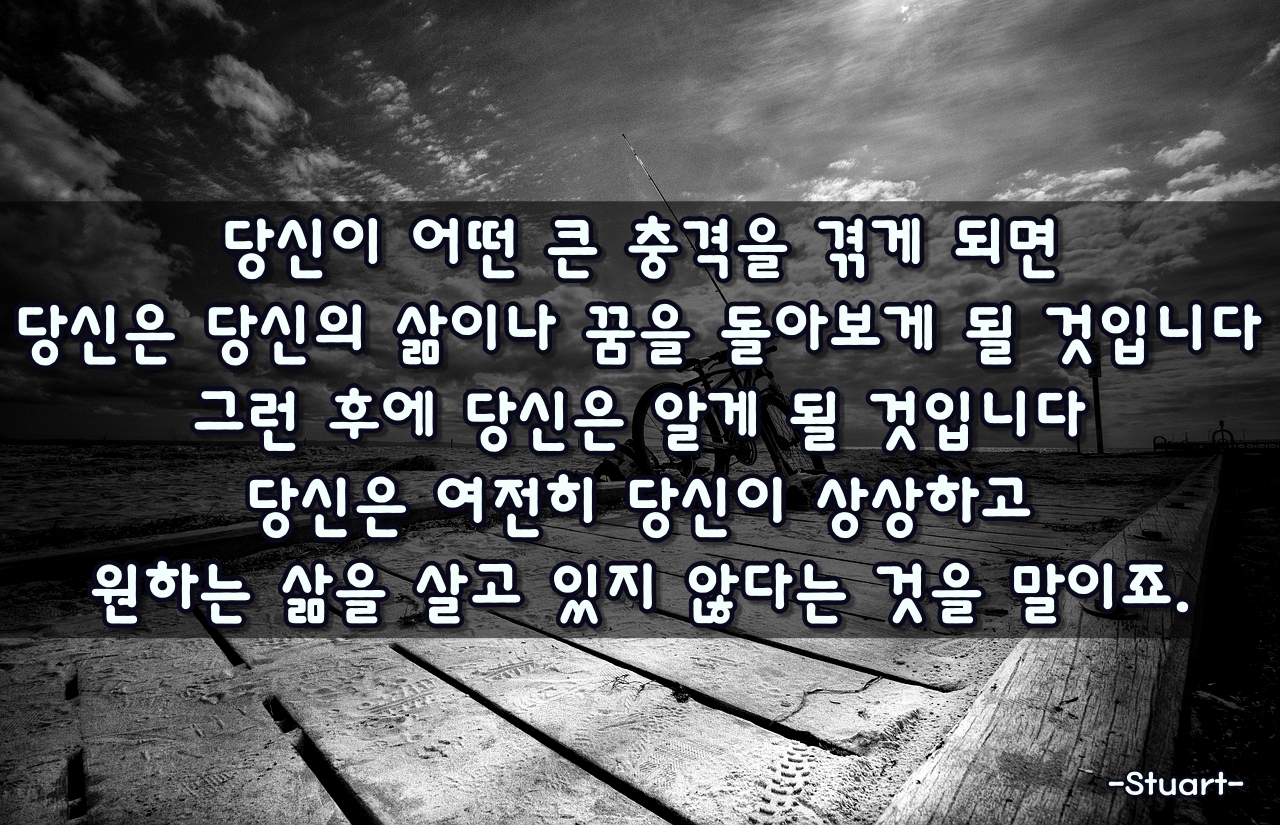 당신이 어떤 큰 충격을 겪게 되면
당신은 당신의 삶이나 꿈을 돌아보게 될 것입니다
그런 후에 당신은 알게 될 것입니다
당신은 여전히 당신이 상상하고
원하는 삶을 살고 있지 않다는 것을 말이죠.
-Stuart-